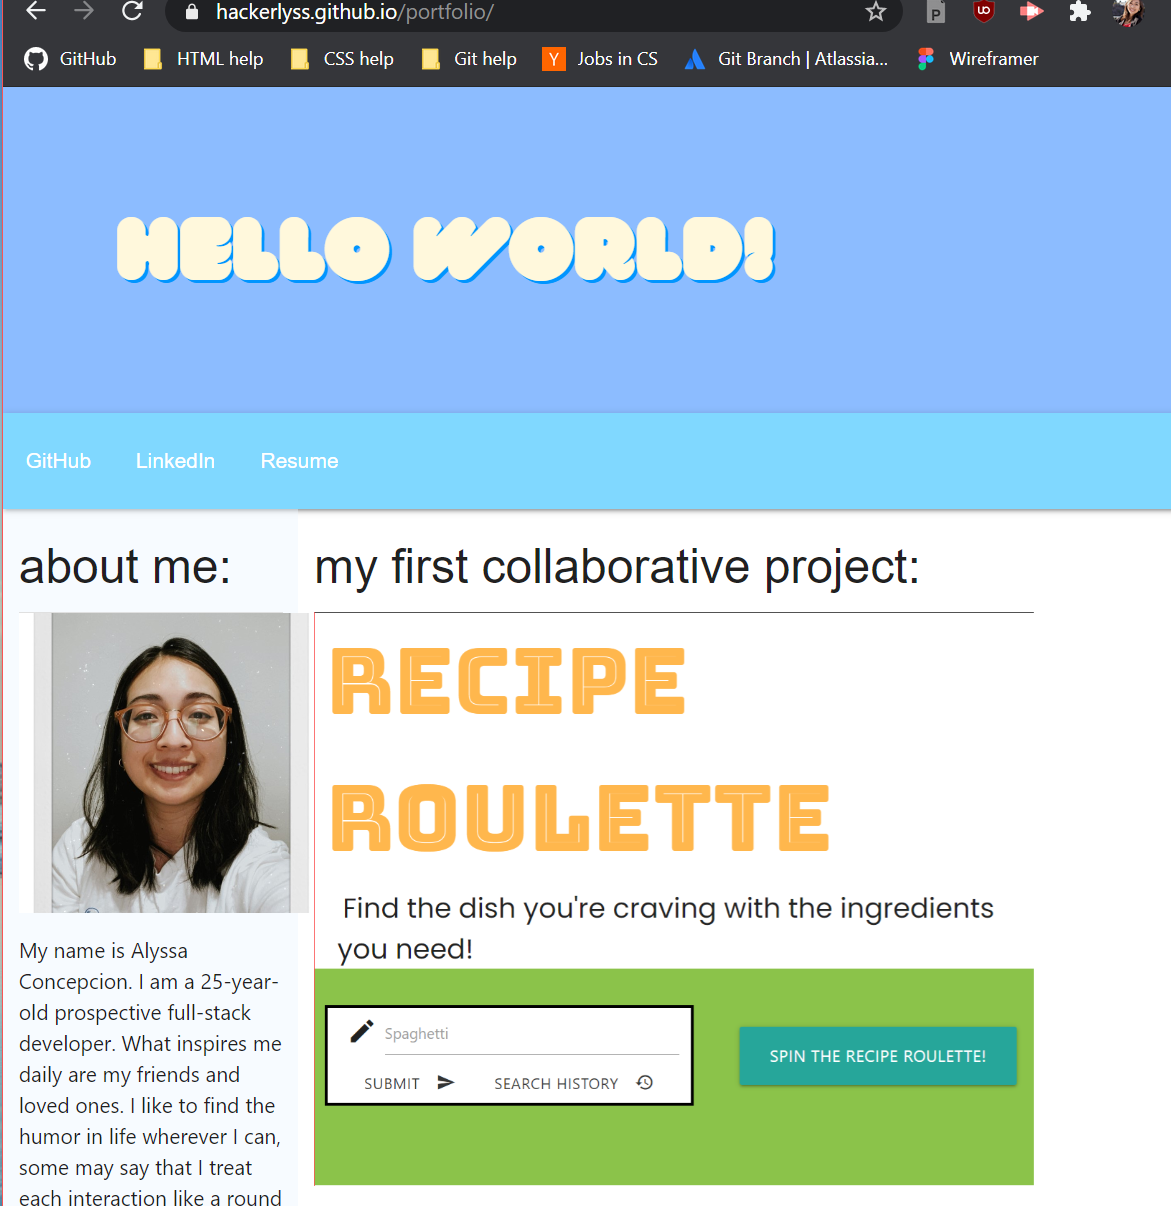 hackerlyss.github.io/portfolio/
GitHub HTML help CSS help Git help Jobs in CS Git Branch | Atlassia... Wireframer
HELLO WORLD!
GitHub LinkedIn Resume
about me:
my first collaborative project:
RECIPE
ROULETTE
Find the dish you're craving with the ingredients
you need!
Spaghetti
SUBMIT SEARCH HISTORY
SPIN THE RECIPE ROULETTE!
My name is Alyssa
Concepcion. I am a 25-year-
old prospective full-stack
developer. What inspires me
daily are my friends and
loved ones. I like to find the
humor in life wherever I can,
some may say that I treat
each interaction like a round